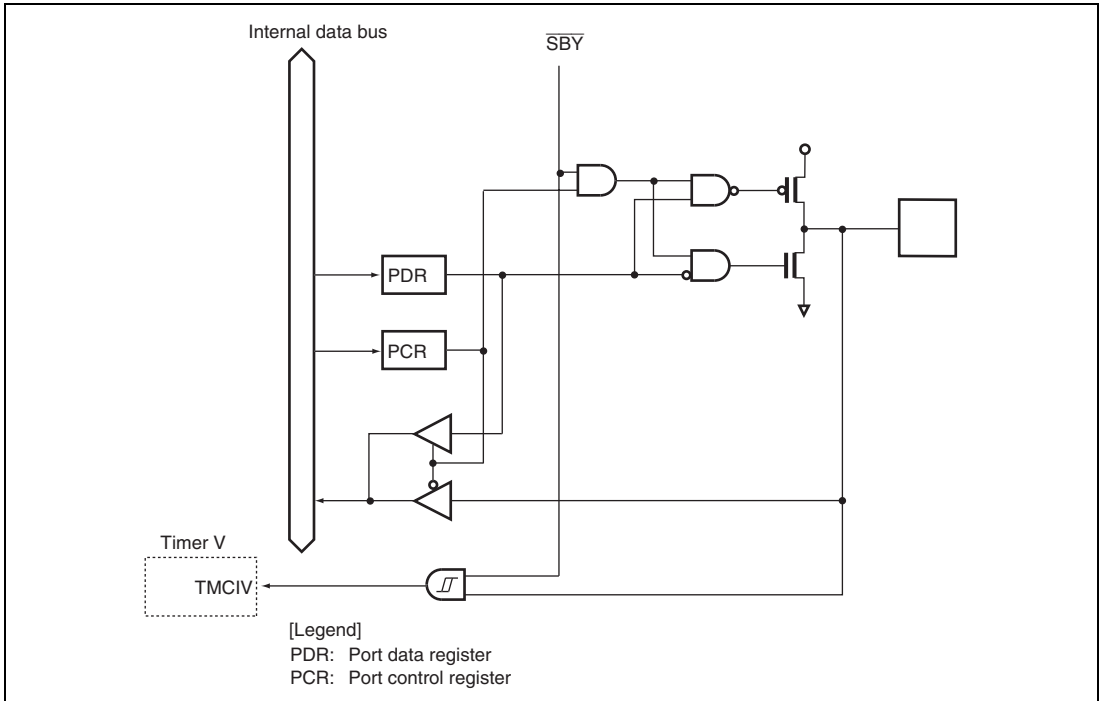 Internal data bus
SBY
PDR
PCR
Timer V
TMCIV
[Legend]
PDR: Port data register
PCR: Port control register